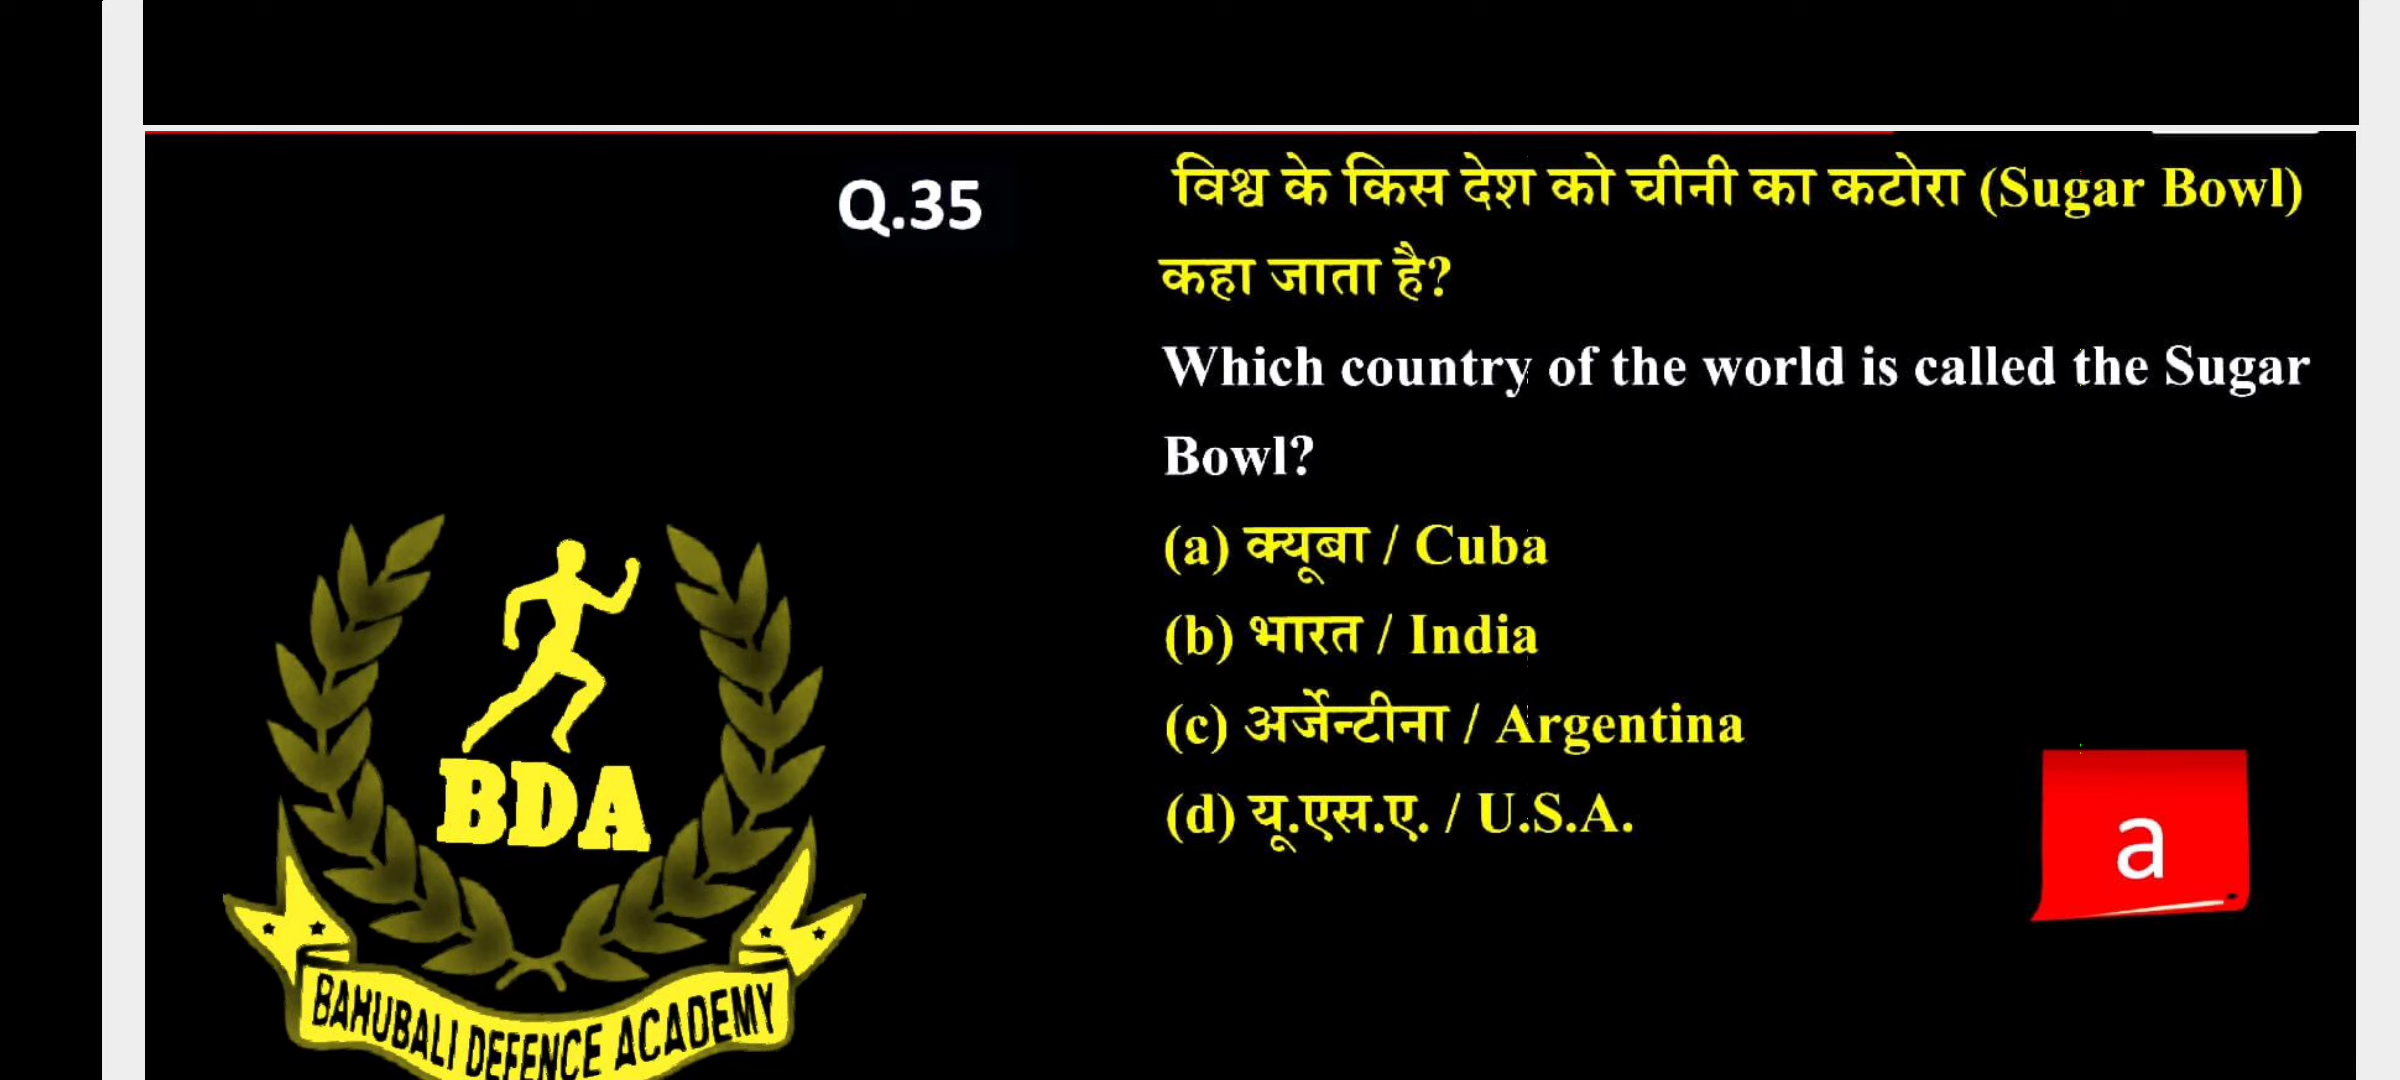 Q.35
विश्व के किस देश को चीनी का कटोरा (Sugar Bowl)
कहा जाता है?
Which country of the world is called the Sugar
Bowl?
(a) क्यूबा / Cuba
(b) भारत / India
(c) अर्जेन्टीना / Argentina
(d) यू.एस.ए. / U.S.A.
a
BDA
BAHUBALI DEFENCE ACADEMY